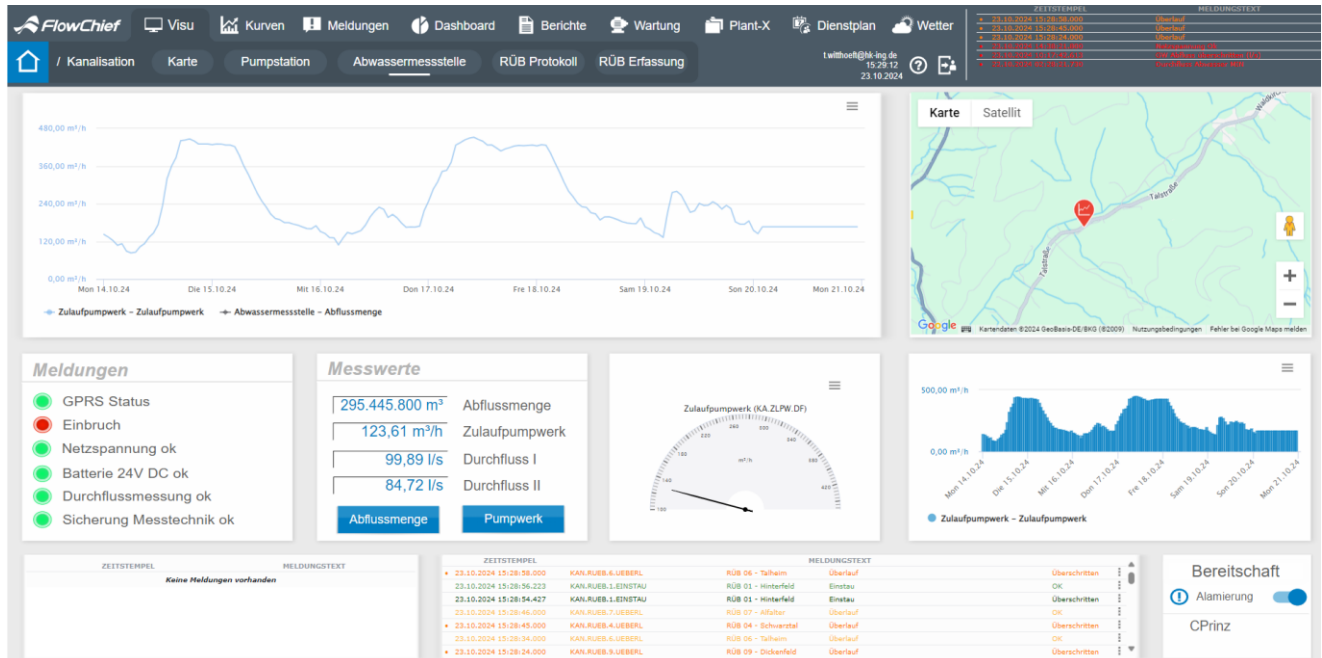 FlowChief Visu Kurven Meldungen Dashboard Berichte Wartung Plant-X Dienstplan Wetter
ZEITSTEMPEL MELDUNGSTEXT
23.10.2024 15:28:58.000 Überlauf
23.10.2024 15:28:45.000 Überlauf
23.10.2024 15:28:24.000 Überlauf
/ Kanalisation Karte Pumpstation Abwassermessstelle RÜB Protokoll RÜB Erfassung
t.witthoeft@hk-ing.de
15:29:12
23.10.2024
480,00 m³/h
360,00 m³/h
240,00 m³/h
120,00 m³/h
0,00 m³/h
Mon 14.10.24 Die 15.10.24 Mit 16.10.24 Don 17.10.24 Fre 18.10.24 Sam 19.10.24 Son 20.10.24 Mon 21.10.24
Zulaufpumpwerk – Zulaufpumpwerk Abwassermessstelle – Abflussmenge
Karte Satellit
Talstraße
Talstraße
Google Kartendaten ©2024 GeoBasis-DE/BKG (©2009) Nutzungsbedingungen Fehler bei Google Maps melden
Meldungen
GPRS Status
Einbruch
Netzspannung ok
Batterie 24V DC ok
Durchflussmessung ok
Sicherung Messtechnik ok
Messwerte
295.445.800 m³ Abflussmenge
123,61 m³/h Zulaufpumpwerk
99,89 l/s Durchfluss I
84,72 l/s Durchfluss II
Abflussmenge Pumpwerk
Zulaufpumpwerk (KA.ZLPW.DF)
100
140
180
220
260
340
420
m³/h
500,00 m³/h
0,00 m³/h
Mon 14.10.24 Die 15.10.24 Mit 16.10.24 Don 17.10.24 Fre 18.10.24 Sam 19.10.24 Son 20.10.24 Mon 21.10.24
Zulaufpumpwerk – Zulaufpumpwerk
ZEITSTEMPEL MELDUNGSTEXT
Keine Meldungen vorhanden
ZEITSTEMPEL MELDUNGSTEXT
23.10.2024 15:28:58.000 KAN.RUEB.6.UEBERL RÜB 06 - Talheim Überlauf Überschritten
23.10.2024 15:28:56.223 KAN.RUEB.1.EINSTAU RÜB 01 - Hinterfeld Einstau OK
23.10.2024 15:28:54.427 KAN.RUEB.1.EINSTAU RÜB 01 - Hinterfeld Einstau Überschritten
23.10.2024 15:28:46.000 KAN.RUEB.7.UEBERL RÜB 07 - Alfaltar Überlauf OK
23.10.2024 15:28:45.000 KAN.RUEB.4.UEBERL RÜB 04 - Schwarstal Überlauf Überschritten
23.10.2024 15:28:34.000 KAN.RUEB.6.UEBERL RÜB 06 - Talheim Überlauf OK
23.10.2024 15:28:24.000 KAN.RUEB.9.UEBERL RÜB 09 - Dickenfeld Überlauf Überschritten
Bereitschaft
Alamierung
CPrinz